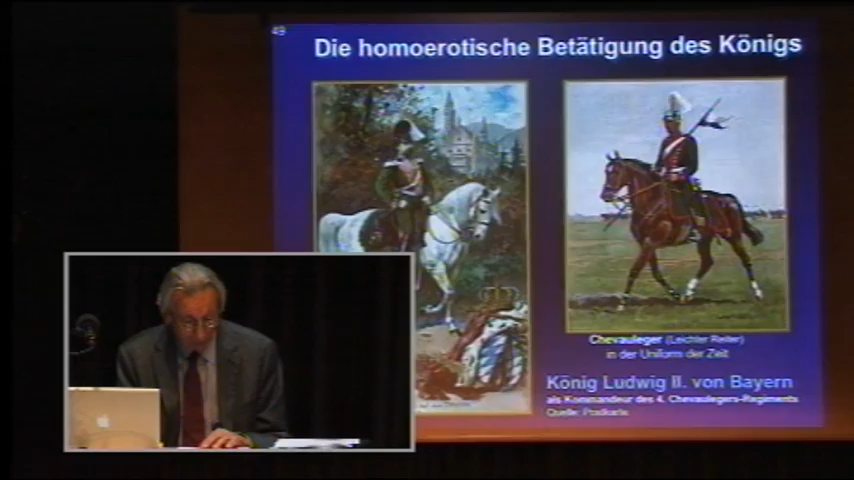 49
Die homoerotische Betätigung des Königs
Chevauleger (Leichter Reiter)
in der Uniform der Zeit
König Ludwig II. von Bayern
als Kommandeur des 4. Chevaulegers-Regiments
Quelle: Postkarte